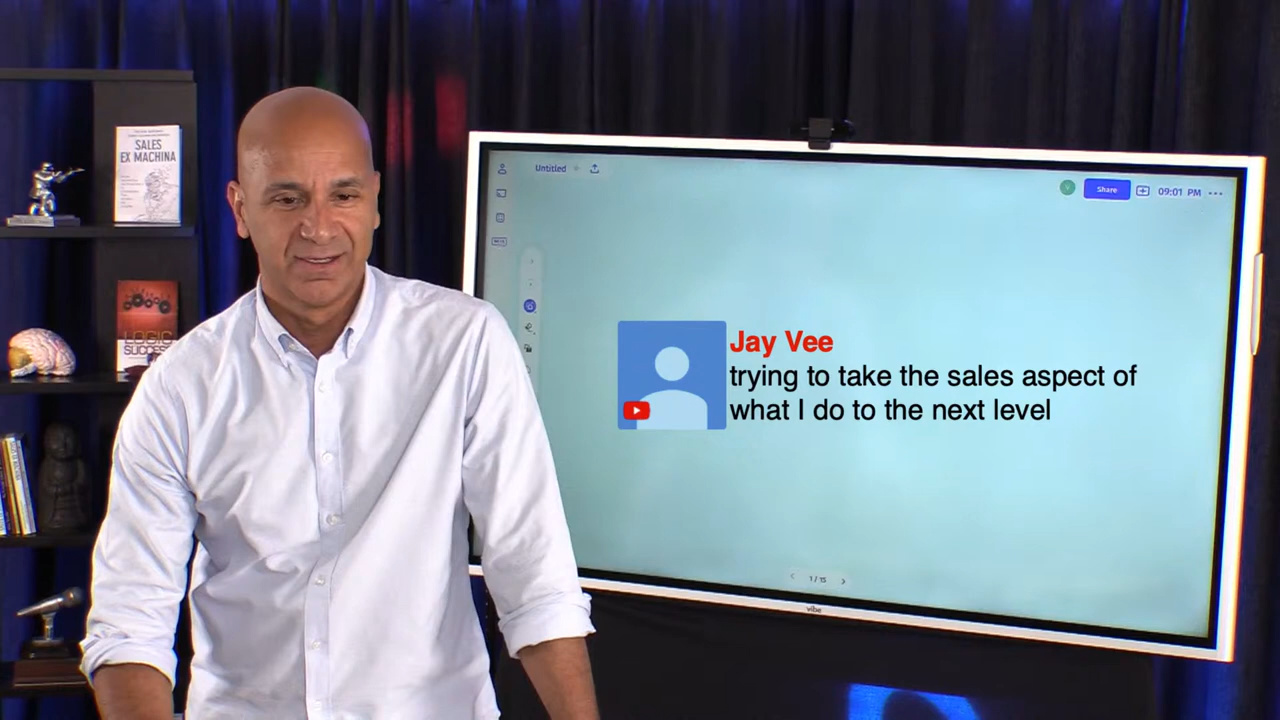 SALES
EX MACHINA
LOGIC
SUCCESS
Untitled
Share
09:01 PM
Jay Vee
trying to take the sales aspect of
what I do to the next level
1 / 15
vibe